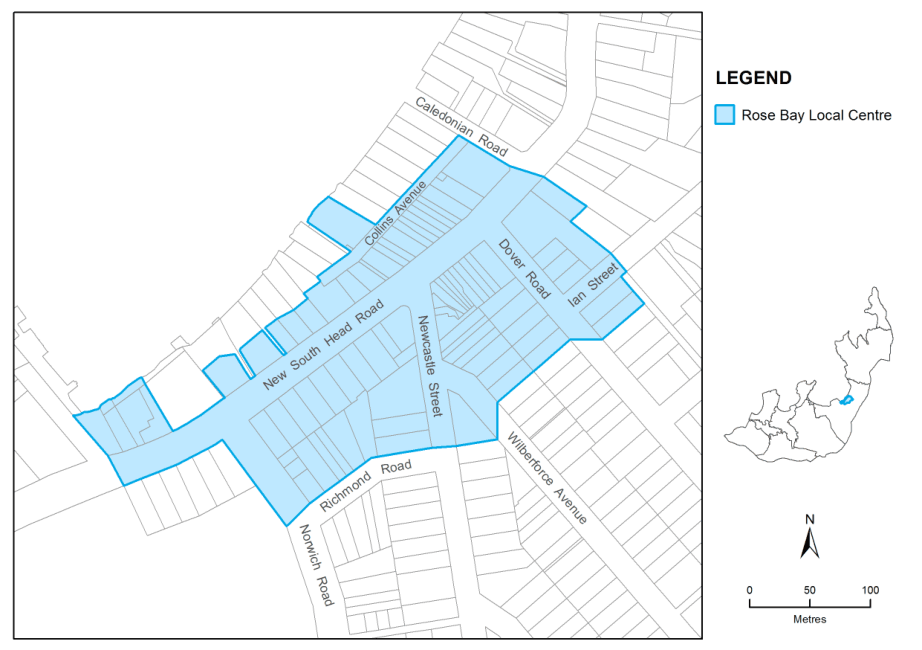 Caledonian Road
LEGEND
Rose Bay Local Centre
Collins Avenue
Dover Road
Ian Street
New South Head Road
Newcastle Street
Wilberforce Avenue
Richmond Road
Norwich Road
N
0 50 100
Metres